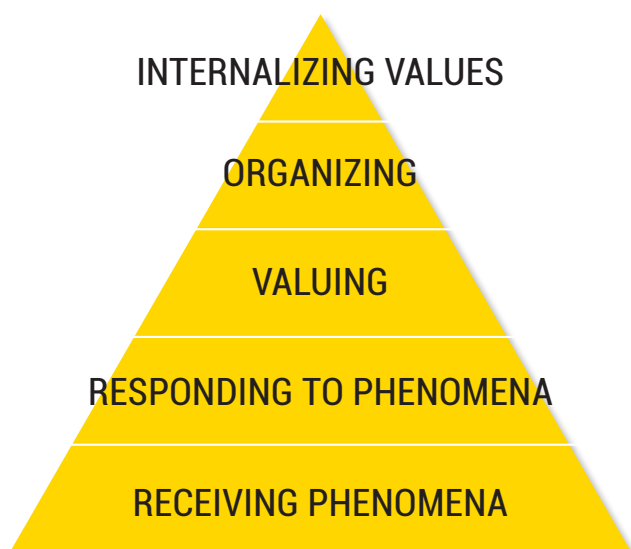 INTERNALIZING VALUES
ORGANIZING
VALUING
RESPONDING TO PHENOMENA
RECEIVING PHENOMENA